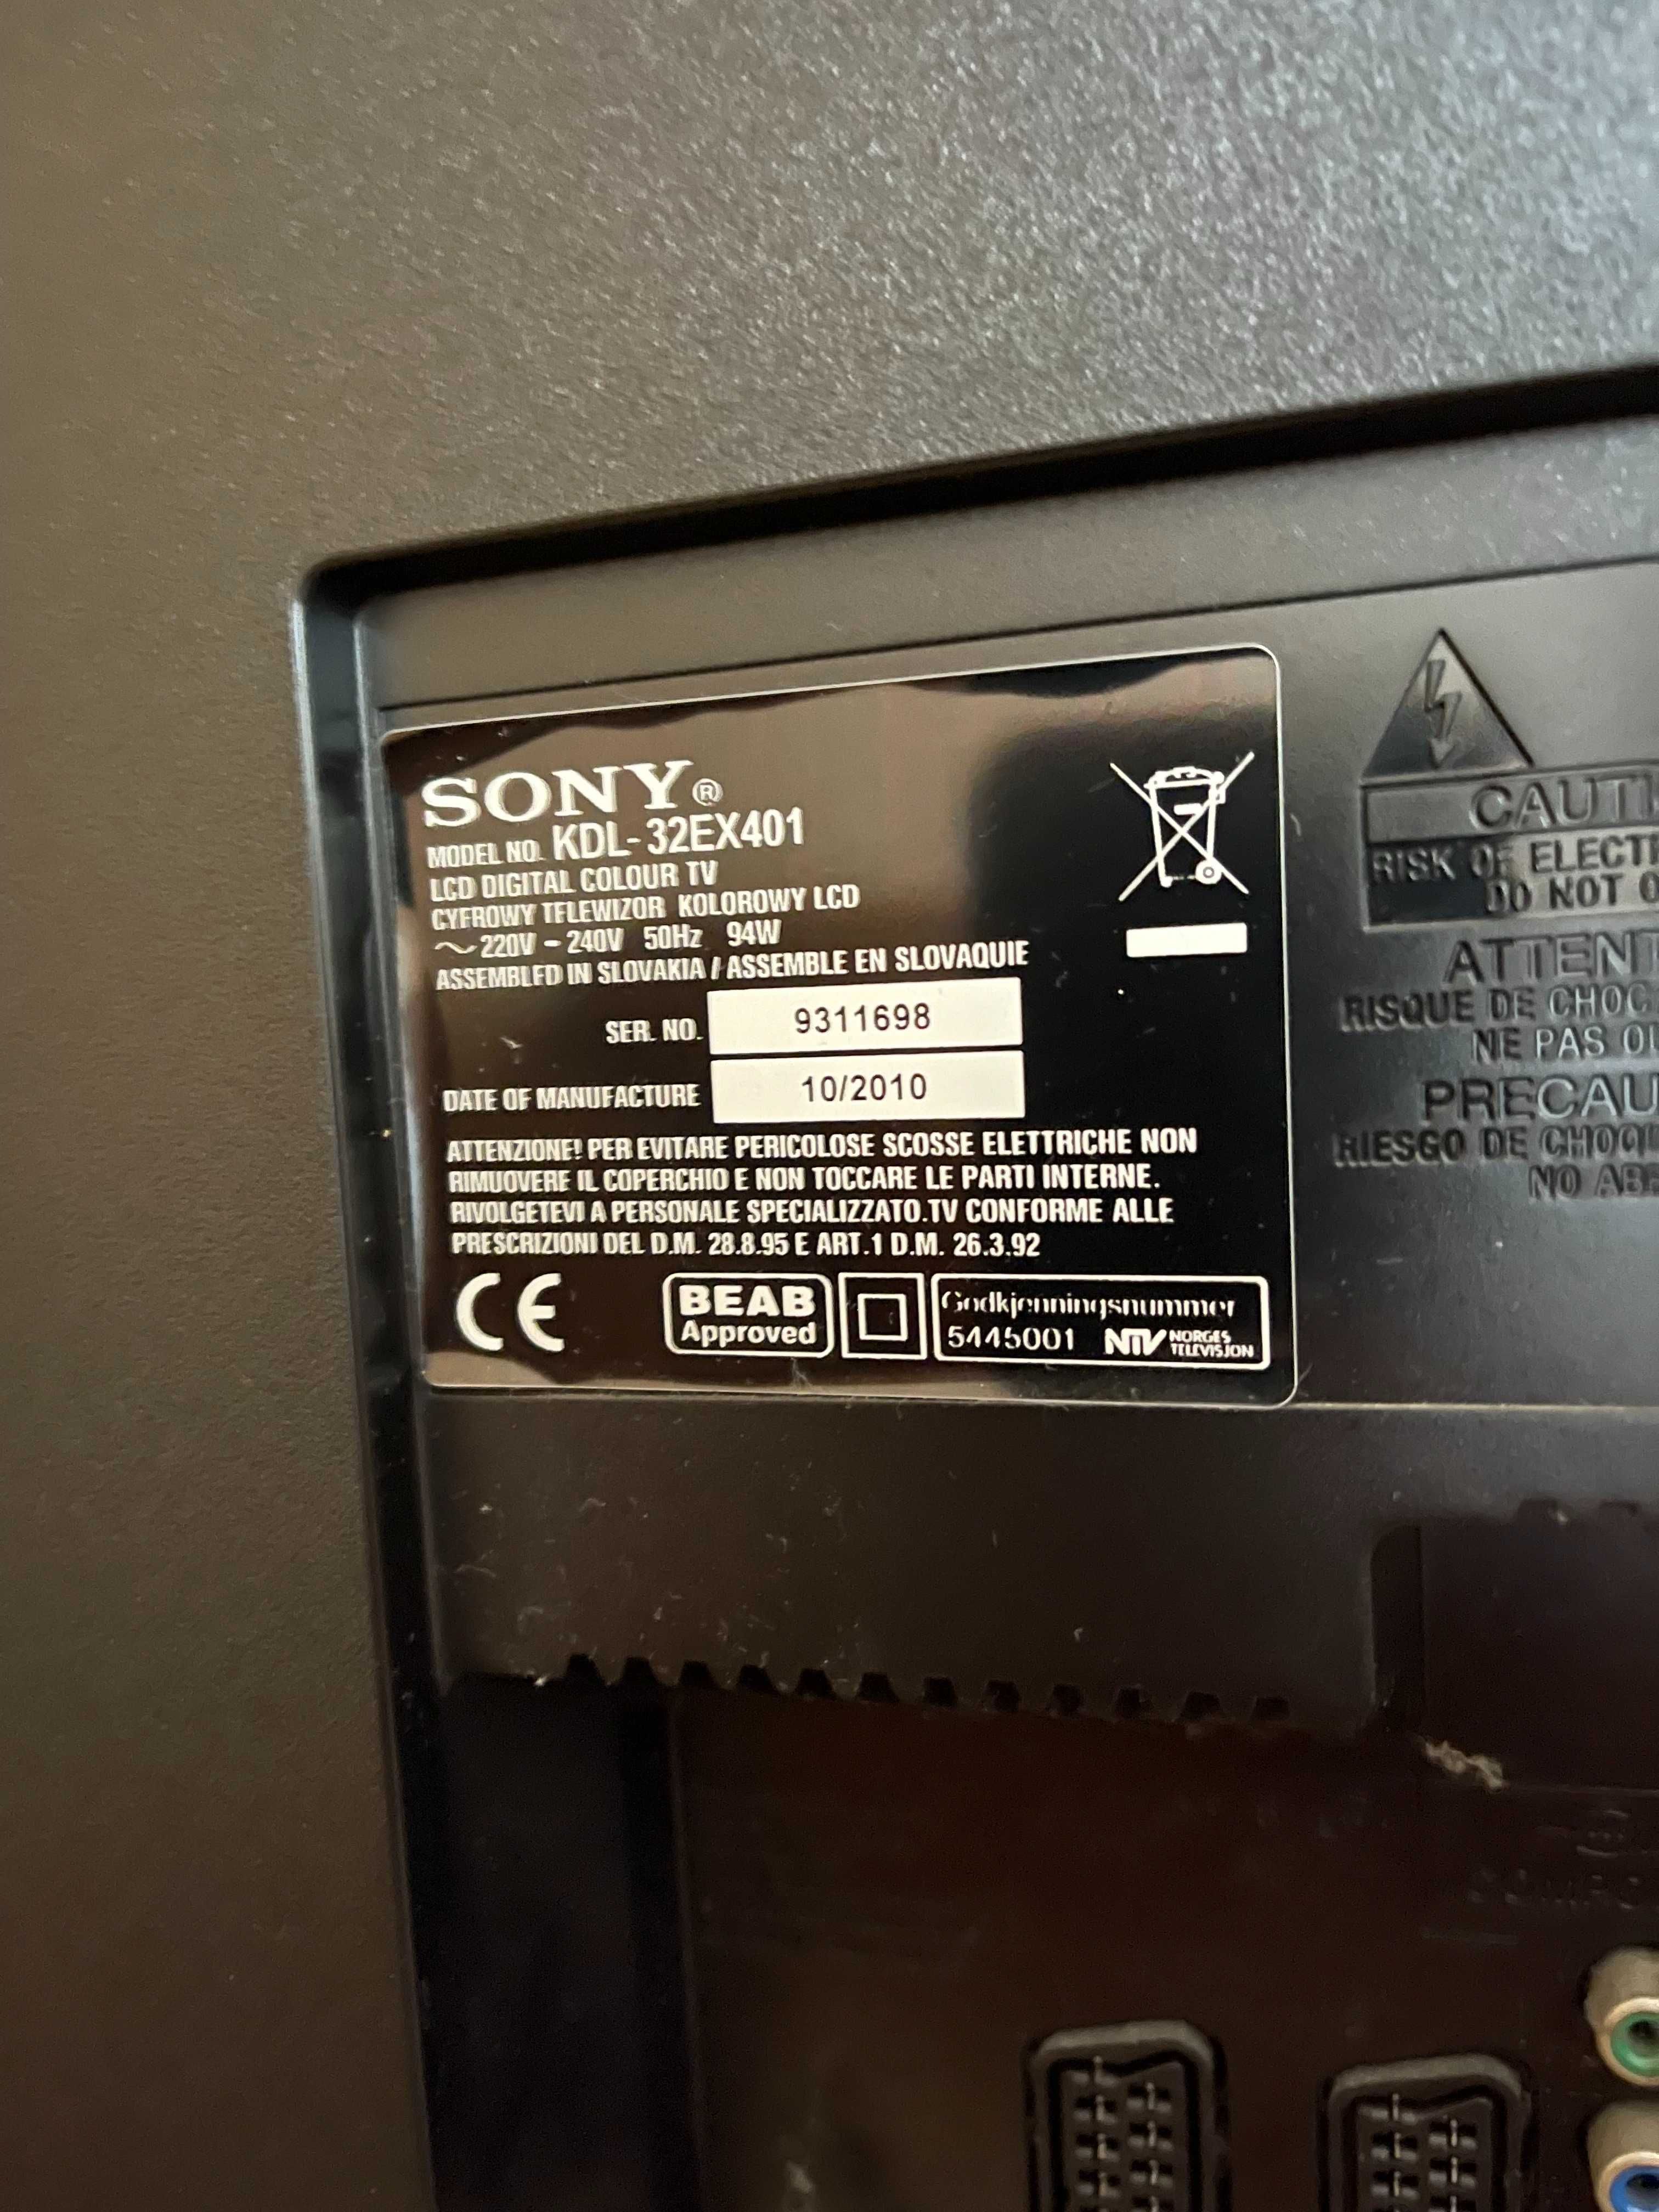 SONY®
MODEL NO. KDL-32EX401
LCD DIGITAL COLOUR TV
CYFROWY TELEWIZOR KOLOROWY LCD
~ 220V - 240V 50Hz 94W
ASSEMBLED IN SLOVAKIA / ASSEMBLE EN SLOVAQUIE
SER. NO. 9311698
DATE OF MANUFACTURE 10/2010
ATTENZIONE! PER EVITARE PERICOLOSE SCOSSE ELETTRICHE NON
RIMUOVERE IL COPERCHIO E NON TOCCARE LE PARTI INTERNE.
RIVOLGETEVI A PERSONALE SPECIALIZZATO.TV CONFORME ALLE
PRESCRIZIONI DEL D.M. 28.8.95 E ART.1 D.M. 26.3.92
CE
BEAB
Approved
Godkjenningsnummer
5445001 NTV NORGES
TELEVISJON
CAUTI
RISK OF ELECT
DO NOT O
ATTENT
RISQUE DE CHOC
NE PAS OU
PRECAU
RIESGO DE CHOQU
NO ABR